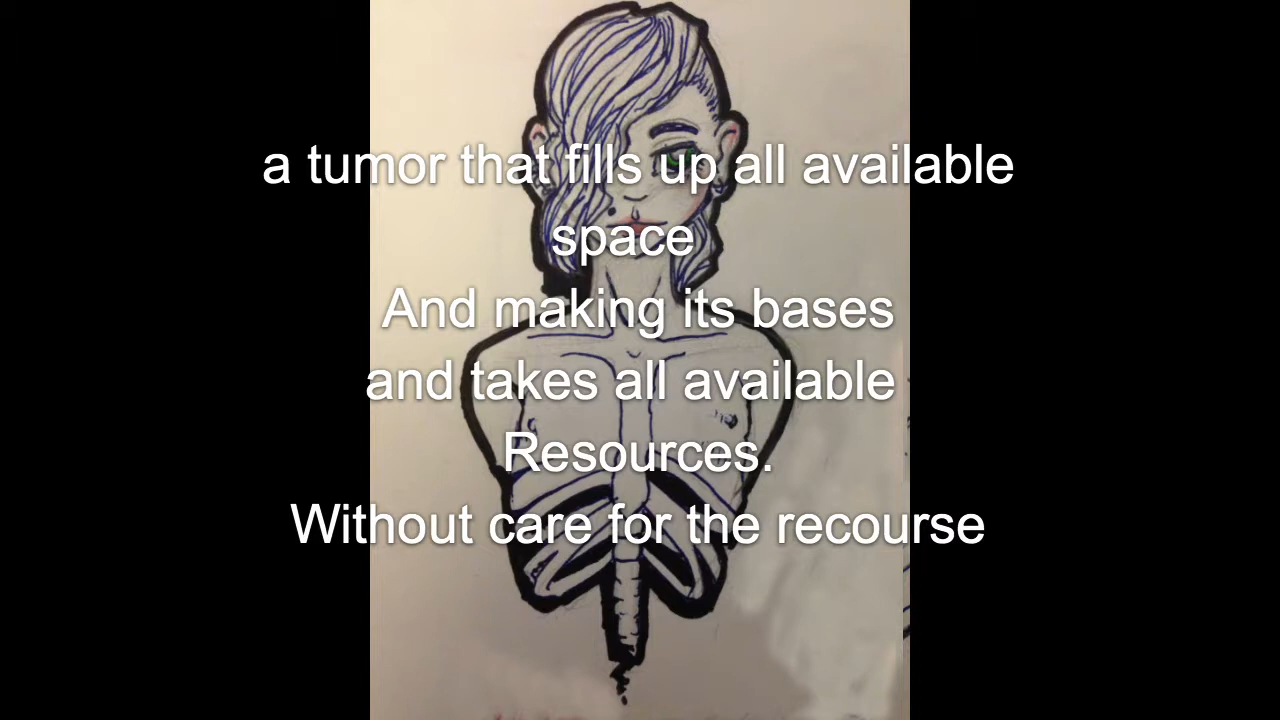 a tumor that fills up all available
space
And making its bases
and takes all available
Resources.
Without care for the recourse